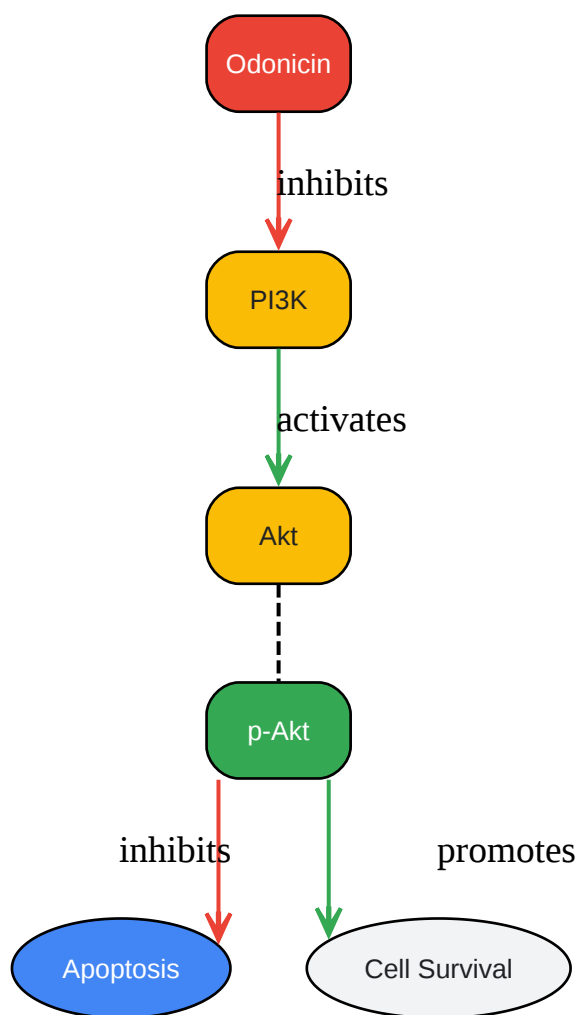 Odonicin
inhibits
PI3K
activates
Akt
p-Akt
inhibits
promotes
Apoptosis
Cell Survival